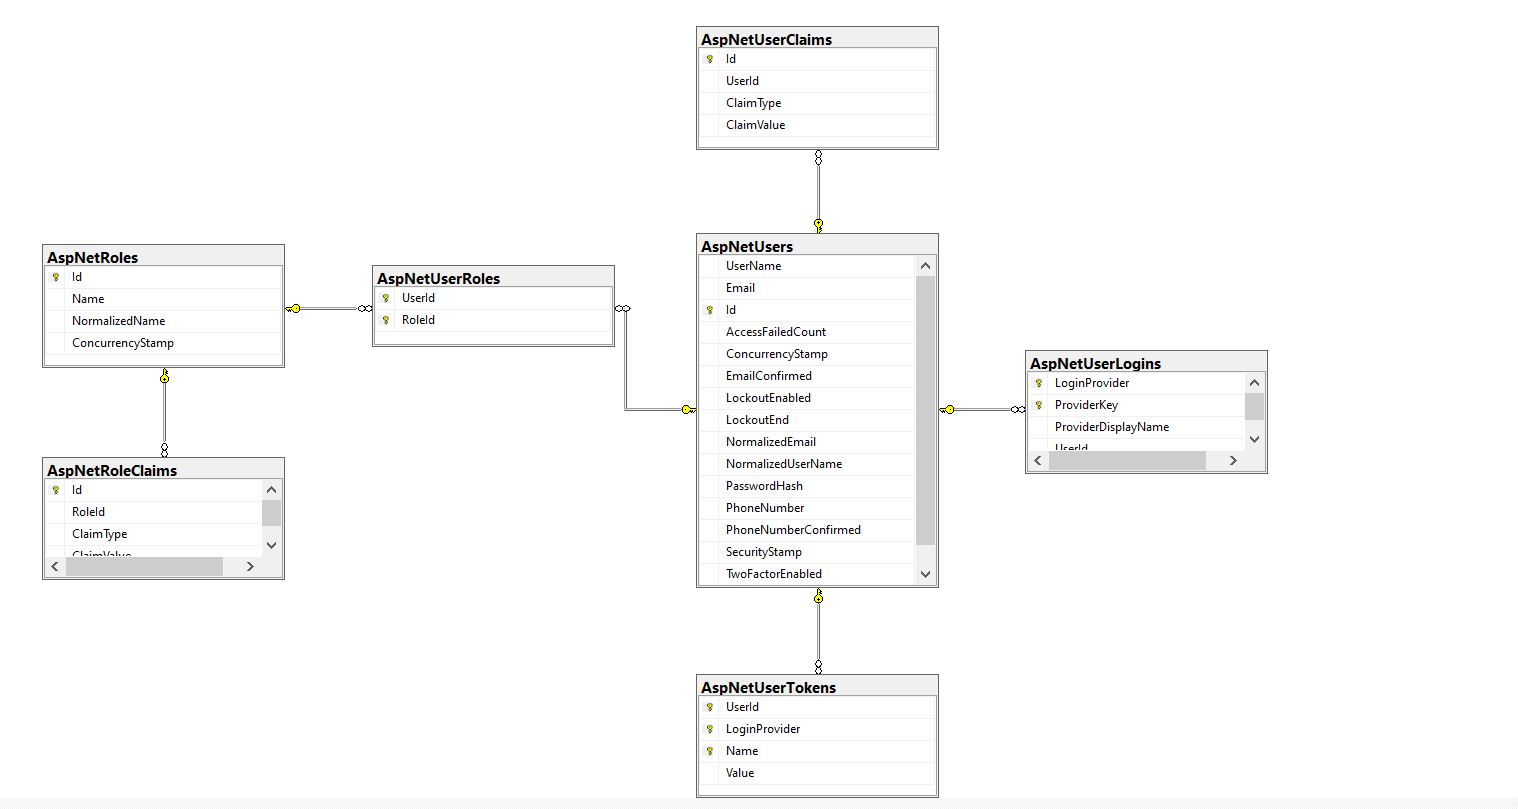 AspNetUserClaims
Id
UserId
ClaimType
ClaimValue
AspNetRoles
Id
Name
NormalizedName
ConcurrencyStamp
AspNetUserRoles
UserId
RoleId
AspNetUsers
UserName
Email
Id
AccessFailedCount
ConcurrencyStamp
EmailConfirmed
LockoutEnabled
LockoutEnd
NormalizedEmail
NormalizedUserName
PasswordHash
PhoneNumber
PhoneNumberConfirmed
SecurityStamp
TwoFactorEnabled
AspNetUserLogins
LoginProvider
ProviderKey
ProviderDisplayName
UserId
AspNetRoleClaims
Id
RoleId
ClaimType
ClaimValue
AspNetUserTokens
UserId
LoginProvider
Name
Value